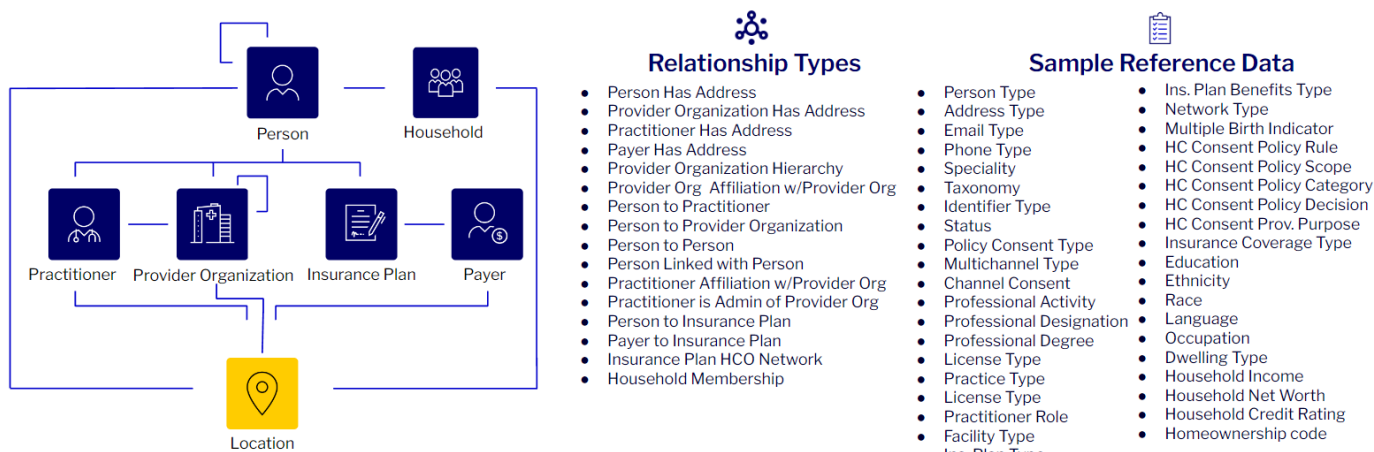 Person
Household
Practitioner
Provider Organization
Insurance Plan
Payer
$
Location
Relationship Types
● Person Has Address
● Provider Organization Has Address
● Practitioner Has Address
● Payer Has Address
● Provider Organization Hierarchy
● Provider Org Affiliation w/Provider Org
● Person to Practitioner
● Person to Provider Organization
● Person to Person
● Person Linked with Person
● Practitioner Affiliation w/Provider Org
● Practitioner is Admin of Provider Org
● Person to Insurance Plan
● Payer to Insurance Plan
● Insurance Plan HCO Network
● Household Membership
Sample Reference Data
● Person Type
● Address Type
● Email Type
● Phone Type
● Speciality
● Taxonomy
● Identifier Type
● Status
● Policy Consent Type
● Multichannel Type
● Channel Consent
● Professional Activity
● Professional Designation
● Professional Degree
● License Type
● Practice Type
● License Type
● Practitioner Role
● Facility Type
● Ins. Plan Type
● Ins. Plan Benefits Type
● Network Type
● Multiple Birth Indicator
● HC Consent Policy Rule
● HC Consent Policy Scope
● HC Consent Policy Category
● HC Consent Policy Decision
● HC Consent Prov. Purpose
● Insurance Coverage Type
● Education
● Ethnicity
● Race
● Language
● Occupation
● Dwelling Type
● Household Income
● Household Net Worth
● Household Credit Rating
● Homeownership code